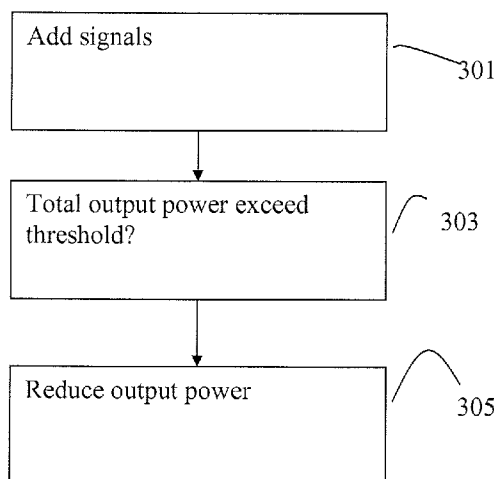 Add signals
301
Total output power exceed
threshold?
303
Reduce output power
305